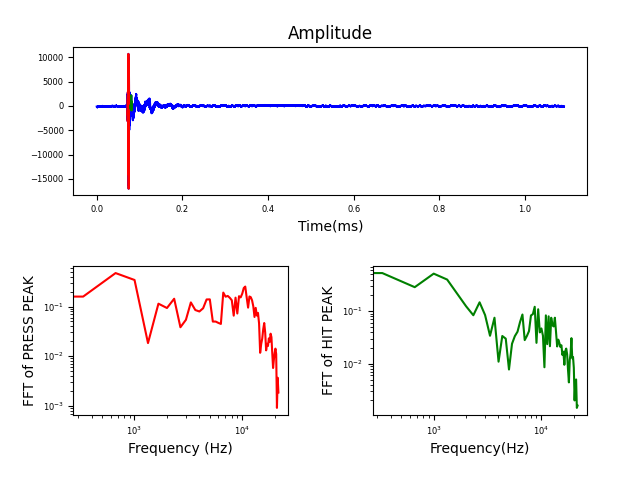 Amplitude
10000
5000
0
−5000
−10000
−15000
0.0 0.2 0.4 0.6 0.8 1.0
Time(ms)
FFT of PRESS PEAK
10⁻¹
10⁻²
10⁻³
10³ 10⁴
Frequency (Hz)
FFT of HIT PEAK
10⁻¹
10⁻²
10³ 10⁴
Frequency(Hz)